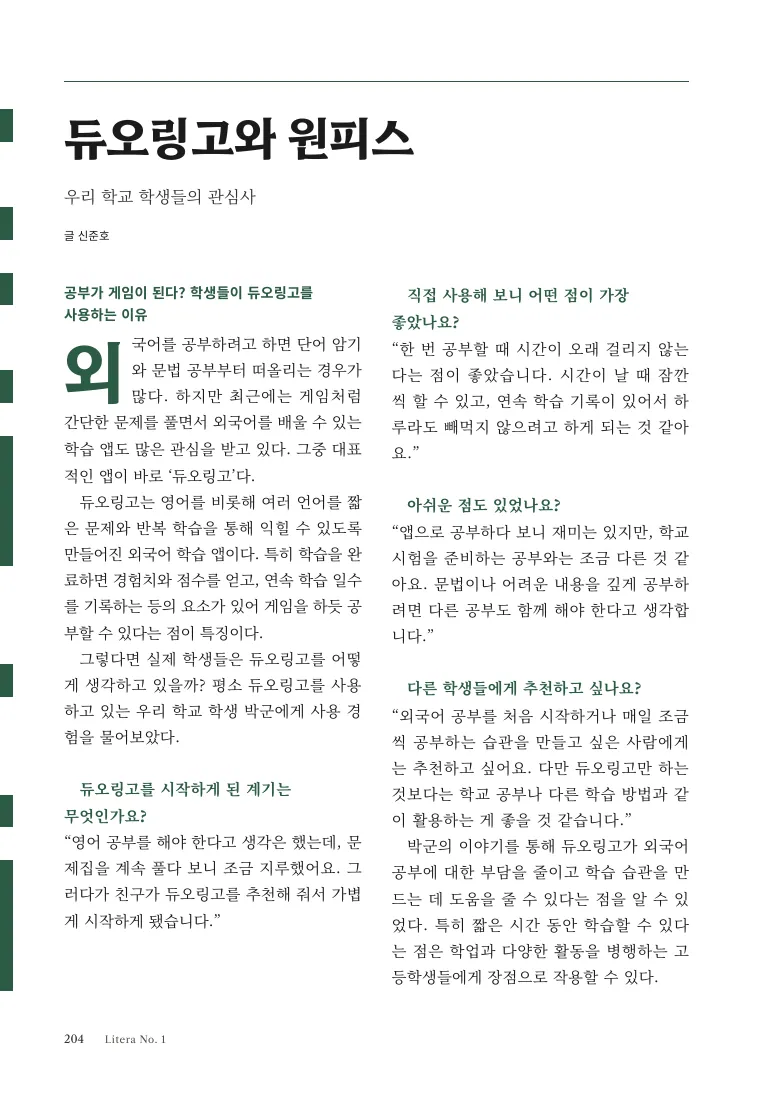 듀오링고와 원피스
우리 학교 학생들의 관심사
글 신준호
공부가 게임이 된다? 학생들이 듀오링고를
사용하는 이유
외국어를 공부하려고 하면 단어 암기
와 문법 공부부터 떠올리는 경우가
많다. 하지만 최근에는 게임처럼
간단한 문제를 풀면서 외국어를 배울 수 있는
학습 앱도 많은 관심을 받고 있다. 그중 대표
적인 앱이 바로 ‘듀오링고’다.
듀오링고는 영어를 비롯해 여러 언어를 짧
은 문제와 반복 학습을 통해 익힐 수 있도록
만들어진 외국어 학습 앱이다. 특히 학습을 완
료하면 경험치와 점수를 얻고, 연속 학습 일수
를 기록하는 등의 요소가 있어 게임을 하듯 공
부할 수 있다는 점이 특징이다.
그렇다면 실제 학생들은 듀오링고를 어떻
게 생각하고 있을까? 평소 듀오링고를 사용
하고 있는 우리 학교 학생 박군에게 사용 경
험을 물어보았다.
듀오링고를 시작하게 된 계기는
무엇인가요?
“영어 공부를 해야 한다고 생각은 했는데, 문
제집을 계속 풀다 보니 조금 지루했어요. 그
러다가 친구가 듀오링고를 추천해 줘서 가볍
게 시작하게 됐습니다.”
직접 사용해 보니 어떤 점이 가장
좋았나요?
“한 번 공부할 때 시간이 오래 걸리지 않는
다는 점이 좋았습니다. 시간이 날 때 잠깐
씩 할 수 있고, 연속 학습 기록이 있어서 하
루라도 빼먹지 않으려고 하게 되는 것 같아
요.”
아쉬운 점도 있었나요?
“앱으로 공부하다 보니 재미는 있지만, 학교
시험을 준비하는 공부와는 조금 다른 것 같
아요. 문법이나 어려운 내용을 깊게 공부하
려면 다른 공부도 함께 해야 한다고 생각합
니다.”
다른 학생들에게 추천하고 싶나요?
“외국어 공부를 처음 시작하거나 매일 조금
씩 공부하는 습관을 만들고 싶은 사람에게
는 추천하고 싶어요. 다만 듀오링고만 하는
것보다는 학교 공부나 다른 학습 방법과 같
이 활용하는 게 좋을 것 같습니다.”
박군의 이야기를 통해 듀오링고가 외국어
공부에 대한 부담을 줄이고 학습 습관을 만
드는 데 도움을 줄 수 있다는 점을 알 수 있
었다. 특히 짧은 시간 동안 학습할 수 있다
는 점은 학업과 다양한 활동을 병행하는 고
등학생들에게 장점으로 작용할 수 있다.
204 Litera No. 1